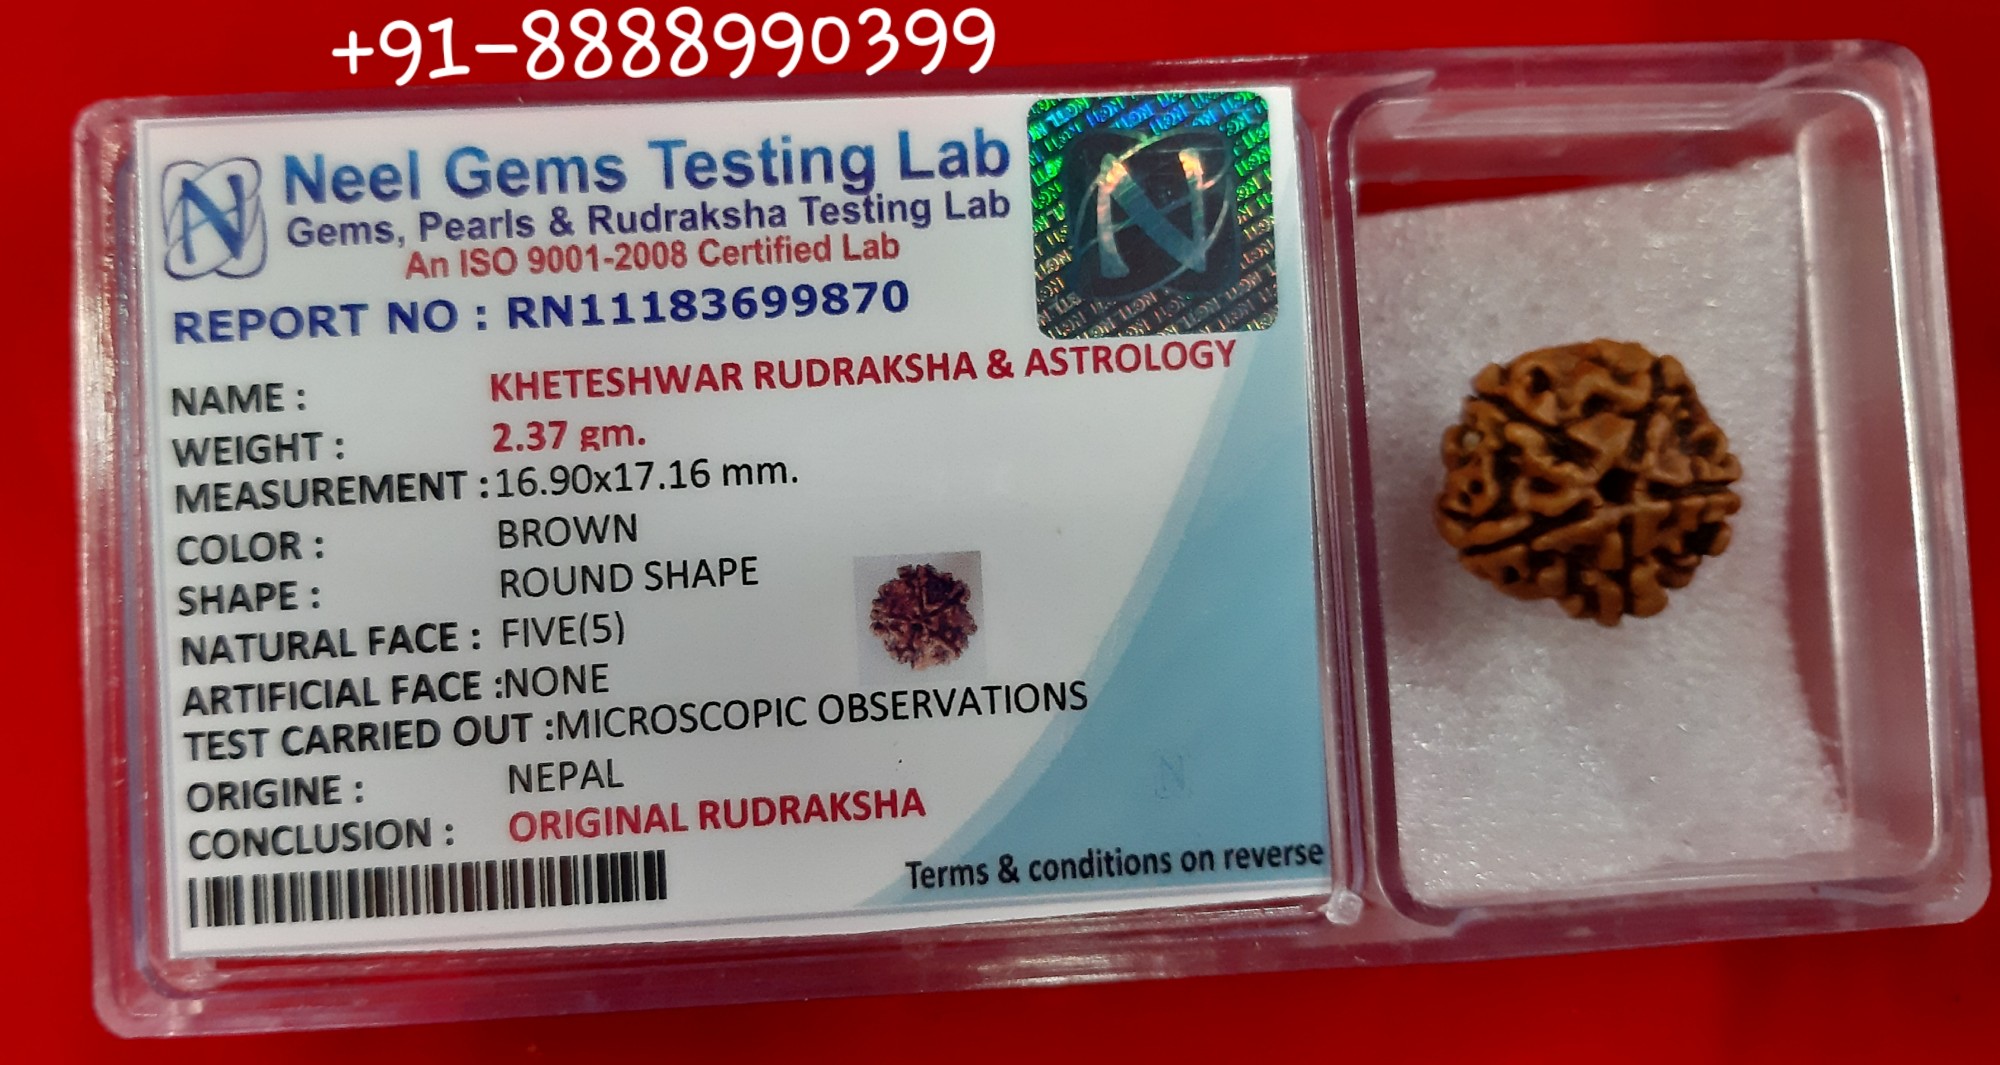 +91-8888990399
Neel Gems Testing Lab
Gems, Pearls & Rudraksha Testing Lab
An ISO 9001-2008 Certified Lab
REPORT NO : RN11183699870
NAME : KHETESHWAR RUDRAKSHA & ASTROLOGY
WEIGHT : 2.37 gm.
MEASUREMENT : 16.90x17.16 mm.
COLOR : BROWN
SHAPE : ROUND SHAPE
NATURAL FACE : FIVE(5)
ARTIFICIAL FACE :NONE
TEST CARRIED OUT :MICROSCOPIC OBSERVATIONS
ORIGINE : NEPAL
CONCLUSION : ORIGINAL RUDRAKSHA
Terms & conditions on reverse